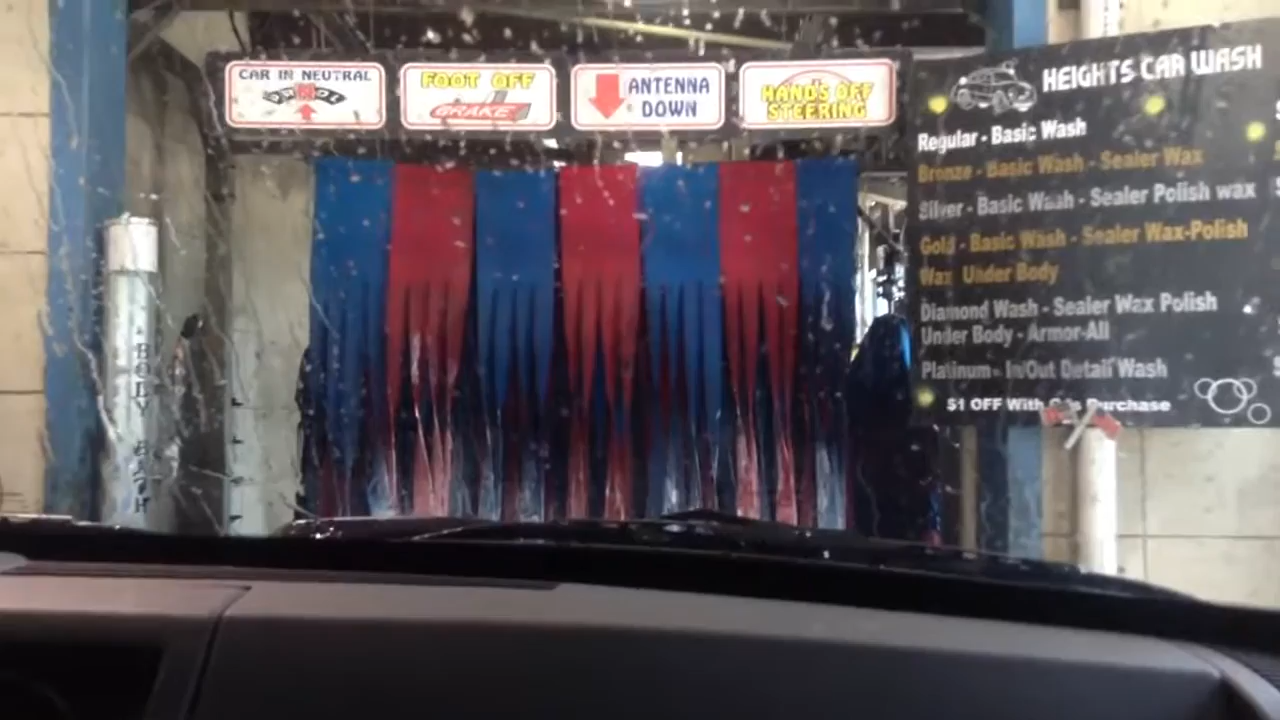 CAR IN NEUTRAL
N
FOOT OFF
BRAKE
ANTENNA
DOWN
HANDS OFF
STEERING
BODY BATH
HEIGHTS CAR WASH
Regular - Basic Wash
Bronze - Basic Wash - Sealer Wax
Silver - Basic Wash - Sealer Polish wax
Gold - Basic Wash - Sealer Wax-Polish
Wax Under Body
Diamond Wash - Sealer Wax Polish
Under Body - Armor-All
Platinum - In/Out Detail Wash
$1 OFF With Purchase